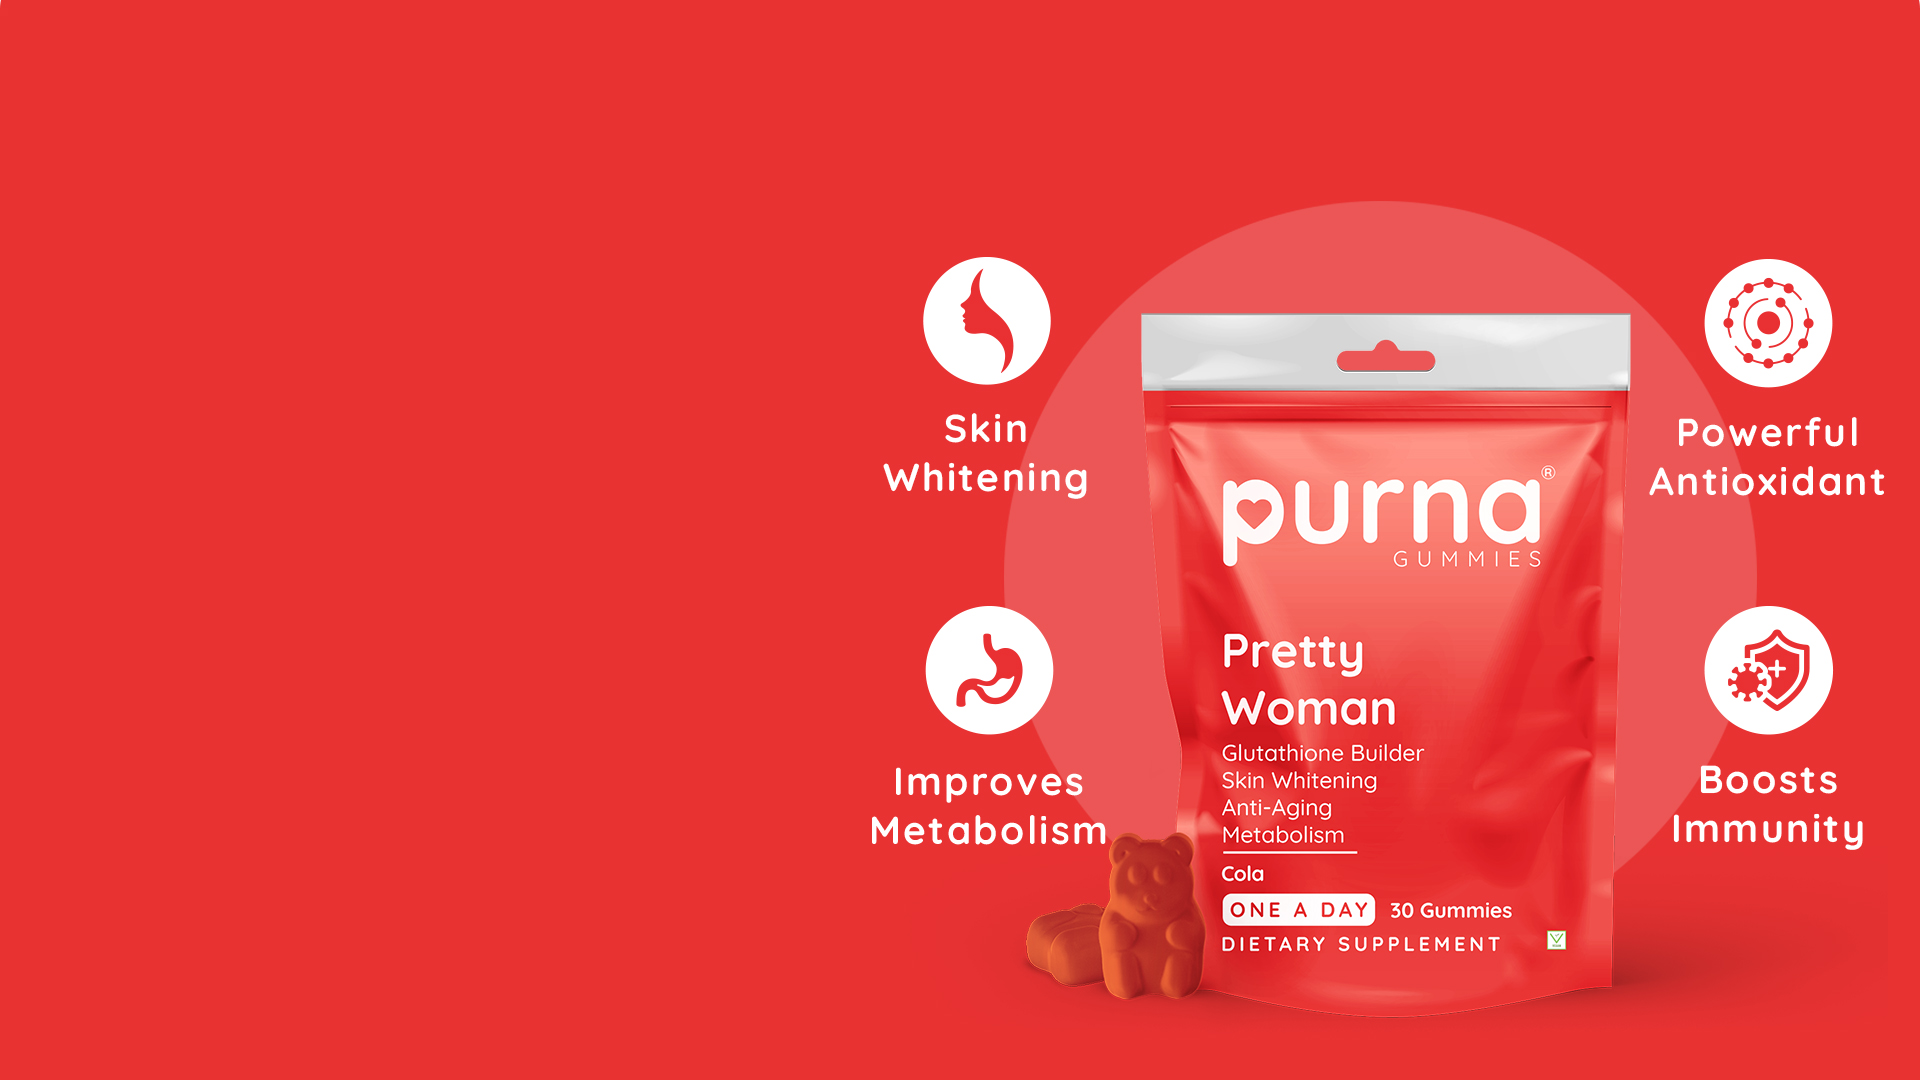 Skin
Whitening
Improves
Metabolism
purna®
GUMMIES
Pretty
Woman
Glutathione Builder
Skin Whitening
Anti-Aging
Metabolism
Cola
ONE A DAY 30 Gummies
DIETARY SUPPLEMENT
Powerful
Antioxidant
Boosts
Immunity